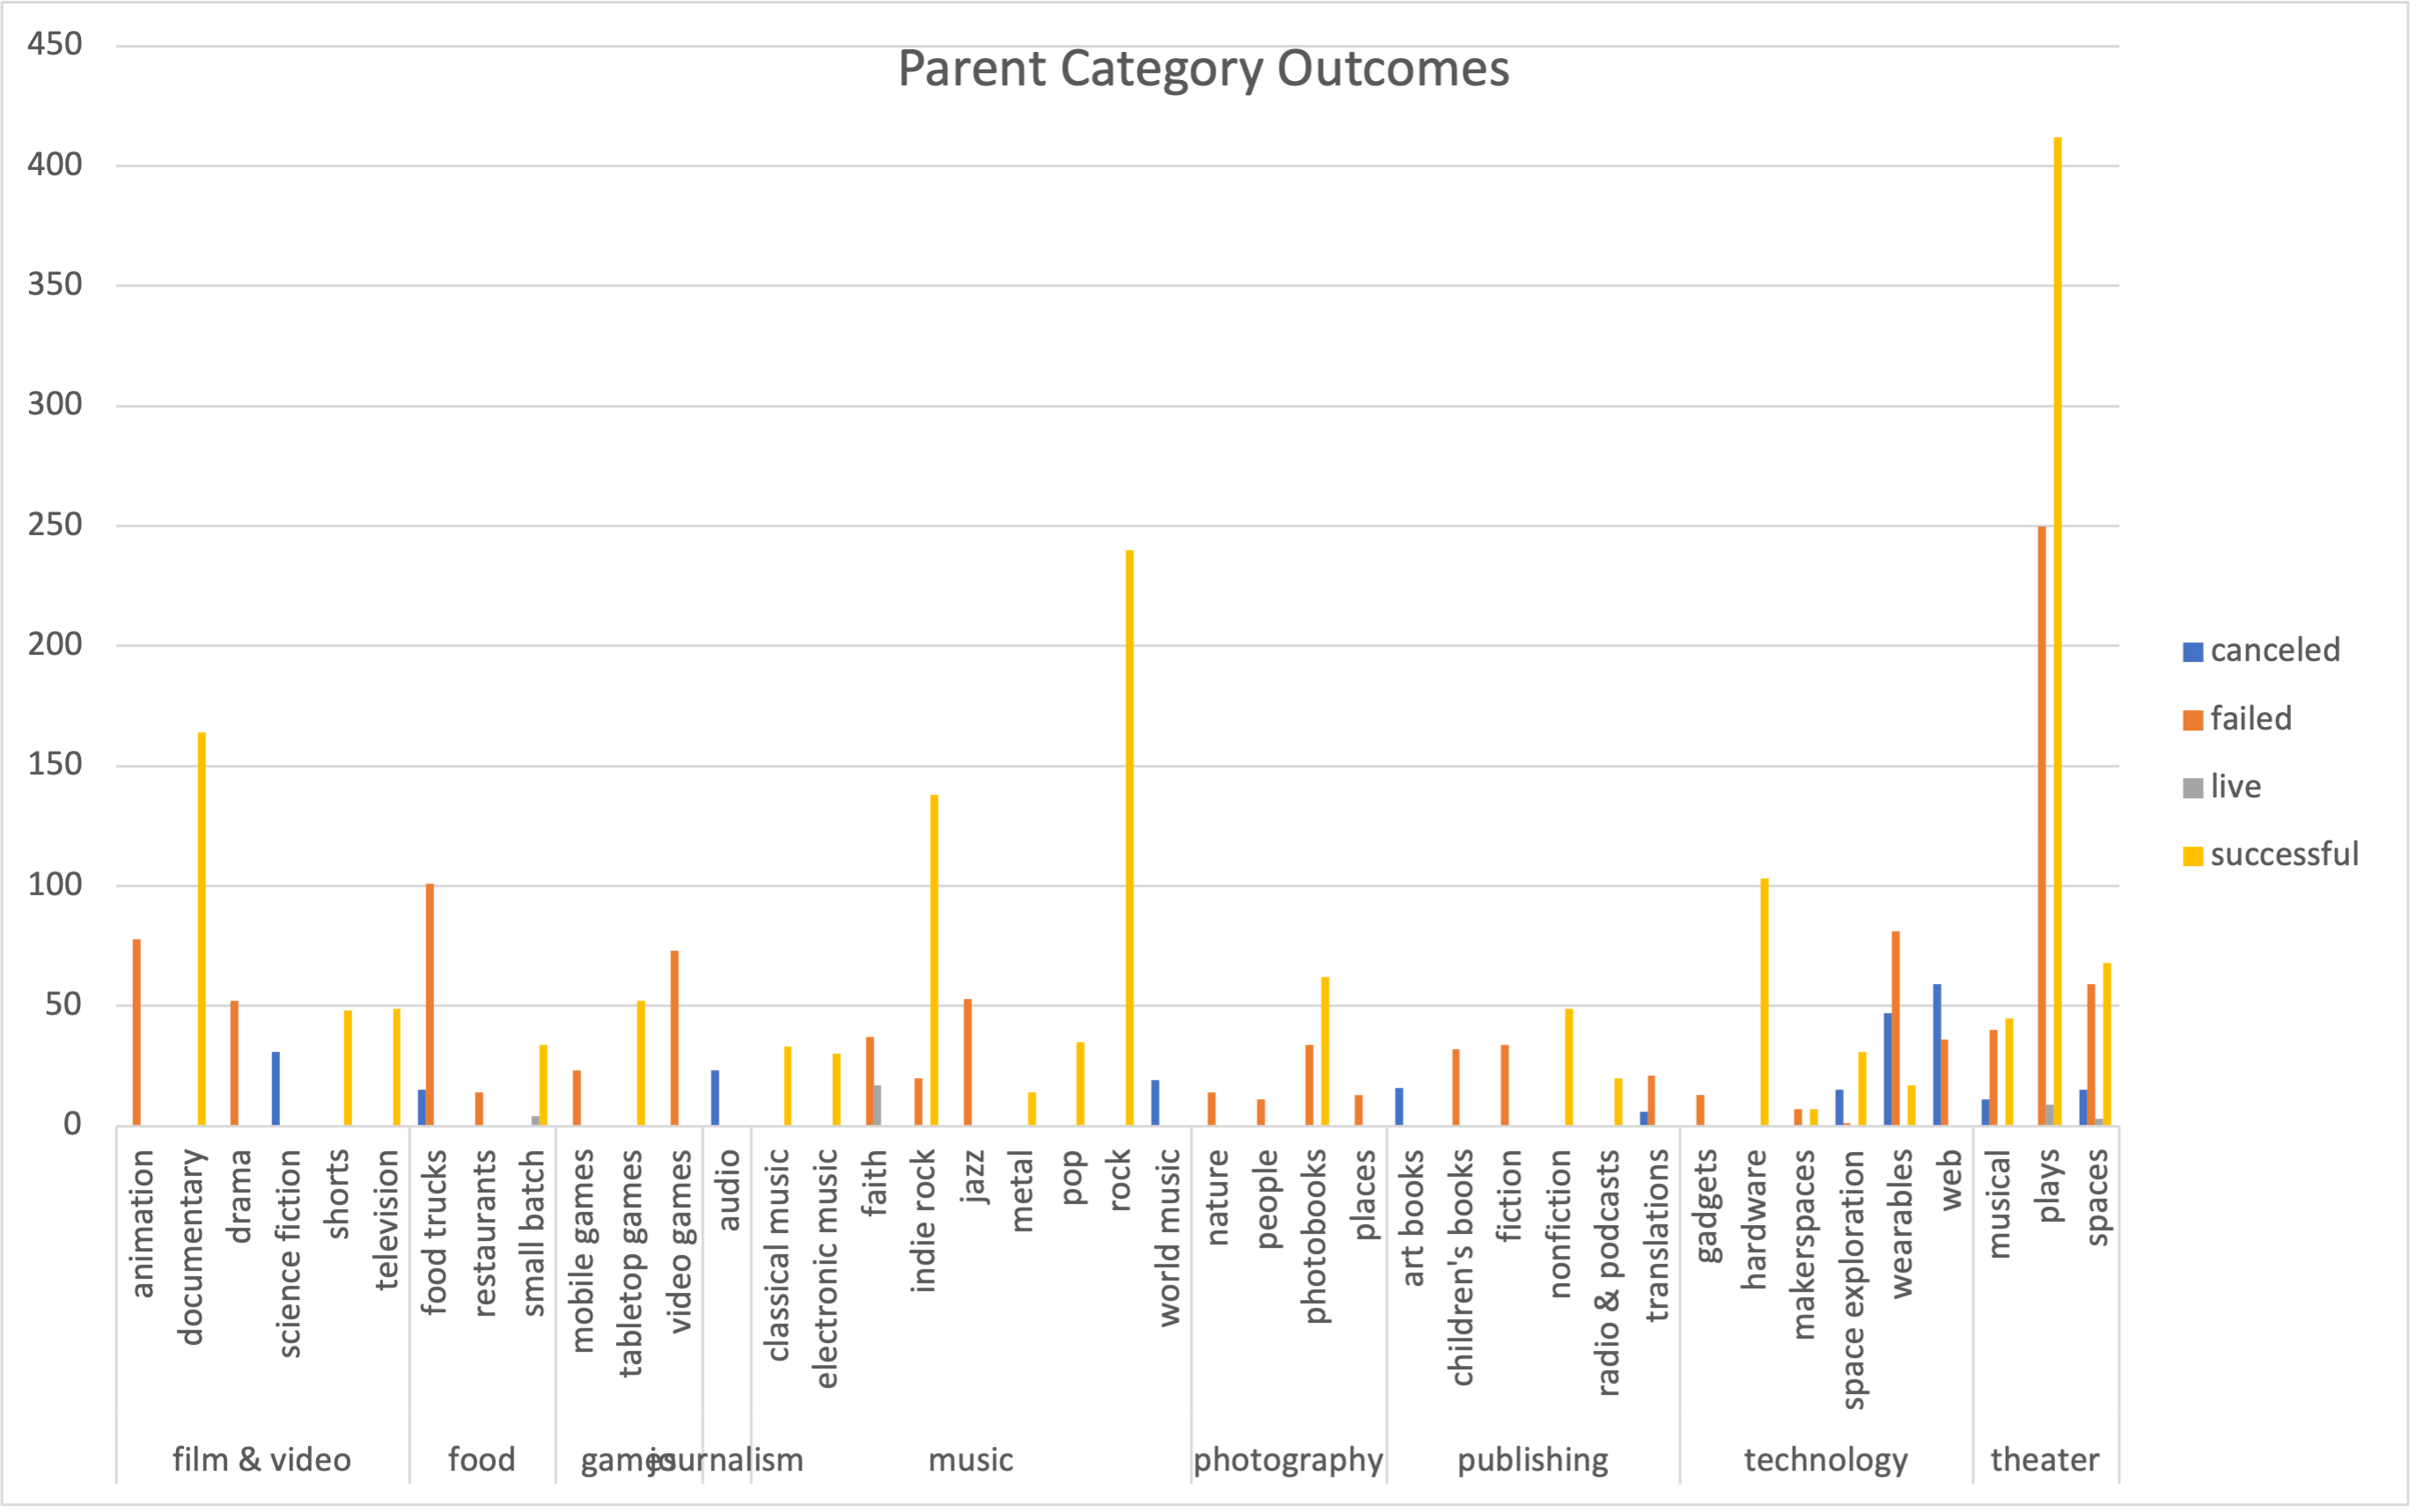 Parent Category Outcomes
450
400
350
300
250
200
150
100
50
0
canceled
failed
live
successful
animation
documentary
drama
science fiction
shorts
television
food trucks
restaurants
small batch
mobile games
tabletop games
video games
audio
classical music
electronic music
faith
indie rock
jazz
metal
pop
rock
world music
nature
people
photobooks
places
art books
children's books
fiction
nonfiction
radio & podcasts
translations
gadgets
hardware
makerspaces
space exploration
wearables
web
musical
plays
spaces
film & video
food
games
journalism
music
photography
publishing
technology
theater